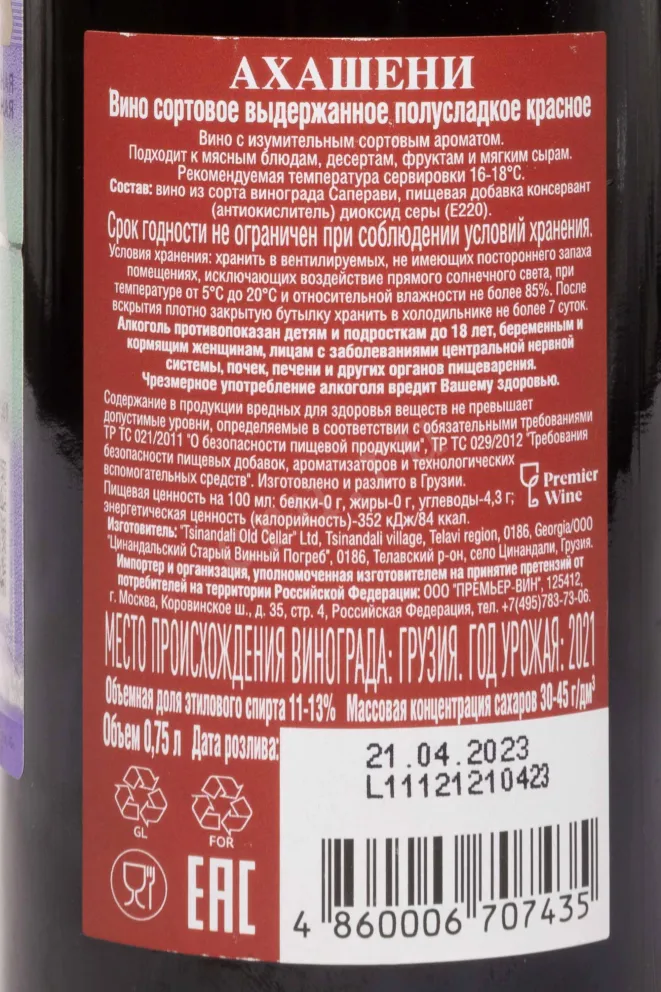 АХАШЕНИ
Вино сортовое выдержанное полусладкое красное
Вино с изумительным сортовым ароматом.
Подходит к мясным блюдам, десертам, фруктам и мягким сырам.
Рекомендуемая температура сервировки 16-18°С.
Состав: вино из сорта винограда Саперави, пищевая добавка консервант
(антиокислитель) диоксид серы (Е220).
Срок годности не ограничен при соблюдении условий хранения.
Условия хранения: хранить в вентилируемых, не имеющих постороннего запаха
помещениях, исключающих воздействие прямого солнечного света, при
температуре от 5°С до 20°С и относительной влажности не более 85%. После
вскрытия плотно закрытую бутылку хранить в холодильнике не более 7 суток.
Алкоголь противопоказан детям и подросткам до 18 лет, беременным и
кормящим женщинам, лицам с заболеваниями центральной нервной
системы, почек, печени и других органов пищеварения.
Чрезмерное употребление алкоголя вредит Вашему здоровью.
Содержание в продукции вредных для здоровья веществ не превышает
допустимые уровни, определяемые в соответствии с обязательными требованиями
ТР ТС 021/2011 "О безопасности пищевой продукции", ТР ТС 029/2012 "Требования
безопасности пищевых добавок, ароматизаторов и технологических
вспомогательных средств". Изготовлено и разлито в Грузии.
Пищевая ценность на 100 мл: белки-0 г, жиры-0 г, углеводы-4,3 г;
энергетическая ценность (калорийность)-352 кДж/84 ккал.
Premier
Wine
Изготовитель: "Tsinandali Old Cellar" Ltd, Tsinandali village, Telavi region, 0186, Georgia/ООО
"Цинандальский Старый Винный Погреб", 0186, Телавский р-он, село Цинандали, Грузия.
Импортер и организация, уполномоченная изготовителем на принятие претензий от
потребителей на территории Российской Федерации: ООО "ПРЕМЬЕР-ВИН", 125412,
г. Москва, Коровинское ш., д. 35, стр. 4, Российская Федерация, тел. +7(495)783-73-06.
МЕСТО ПРОИСХОЖДЕНИЯ ВИНОГРАДА: ГРУЗИЯ. ГОД УРОЖАЯ: 2021
Объемная доля этилового спирта 11-13% Массовая концентрация сахаров 30-45 г/дм³
Объем 0,75 л Дата розлива:
21.04.2023
L11121210423
GL
FOR
EAC
4 860006 707435